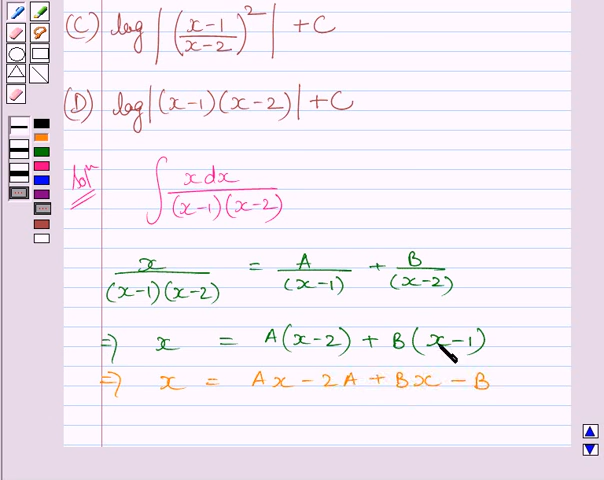 (C) log|((x-1)/(x-2))²| + C
(D) log|(x-1)(x-2)| + C
Solⁿ ∫ x dx / (x-1)(x-2)
x/((x-1)(x-2)) = A/(x-1) + B/(x-2)
⇒ x = A(x-2) + B(x-1)
⇒ x = Ax - 2A + Bx - B